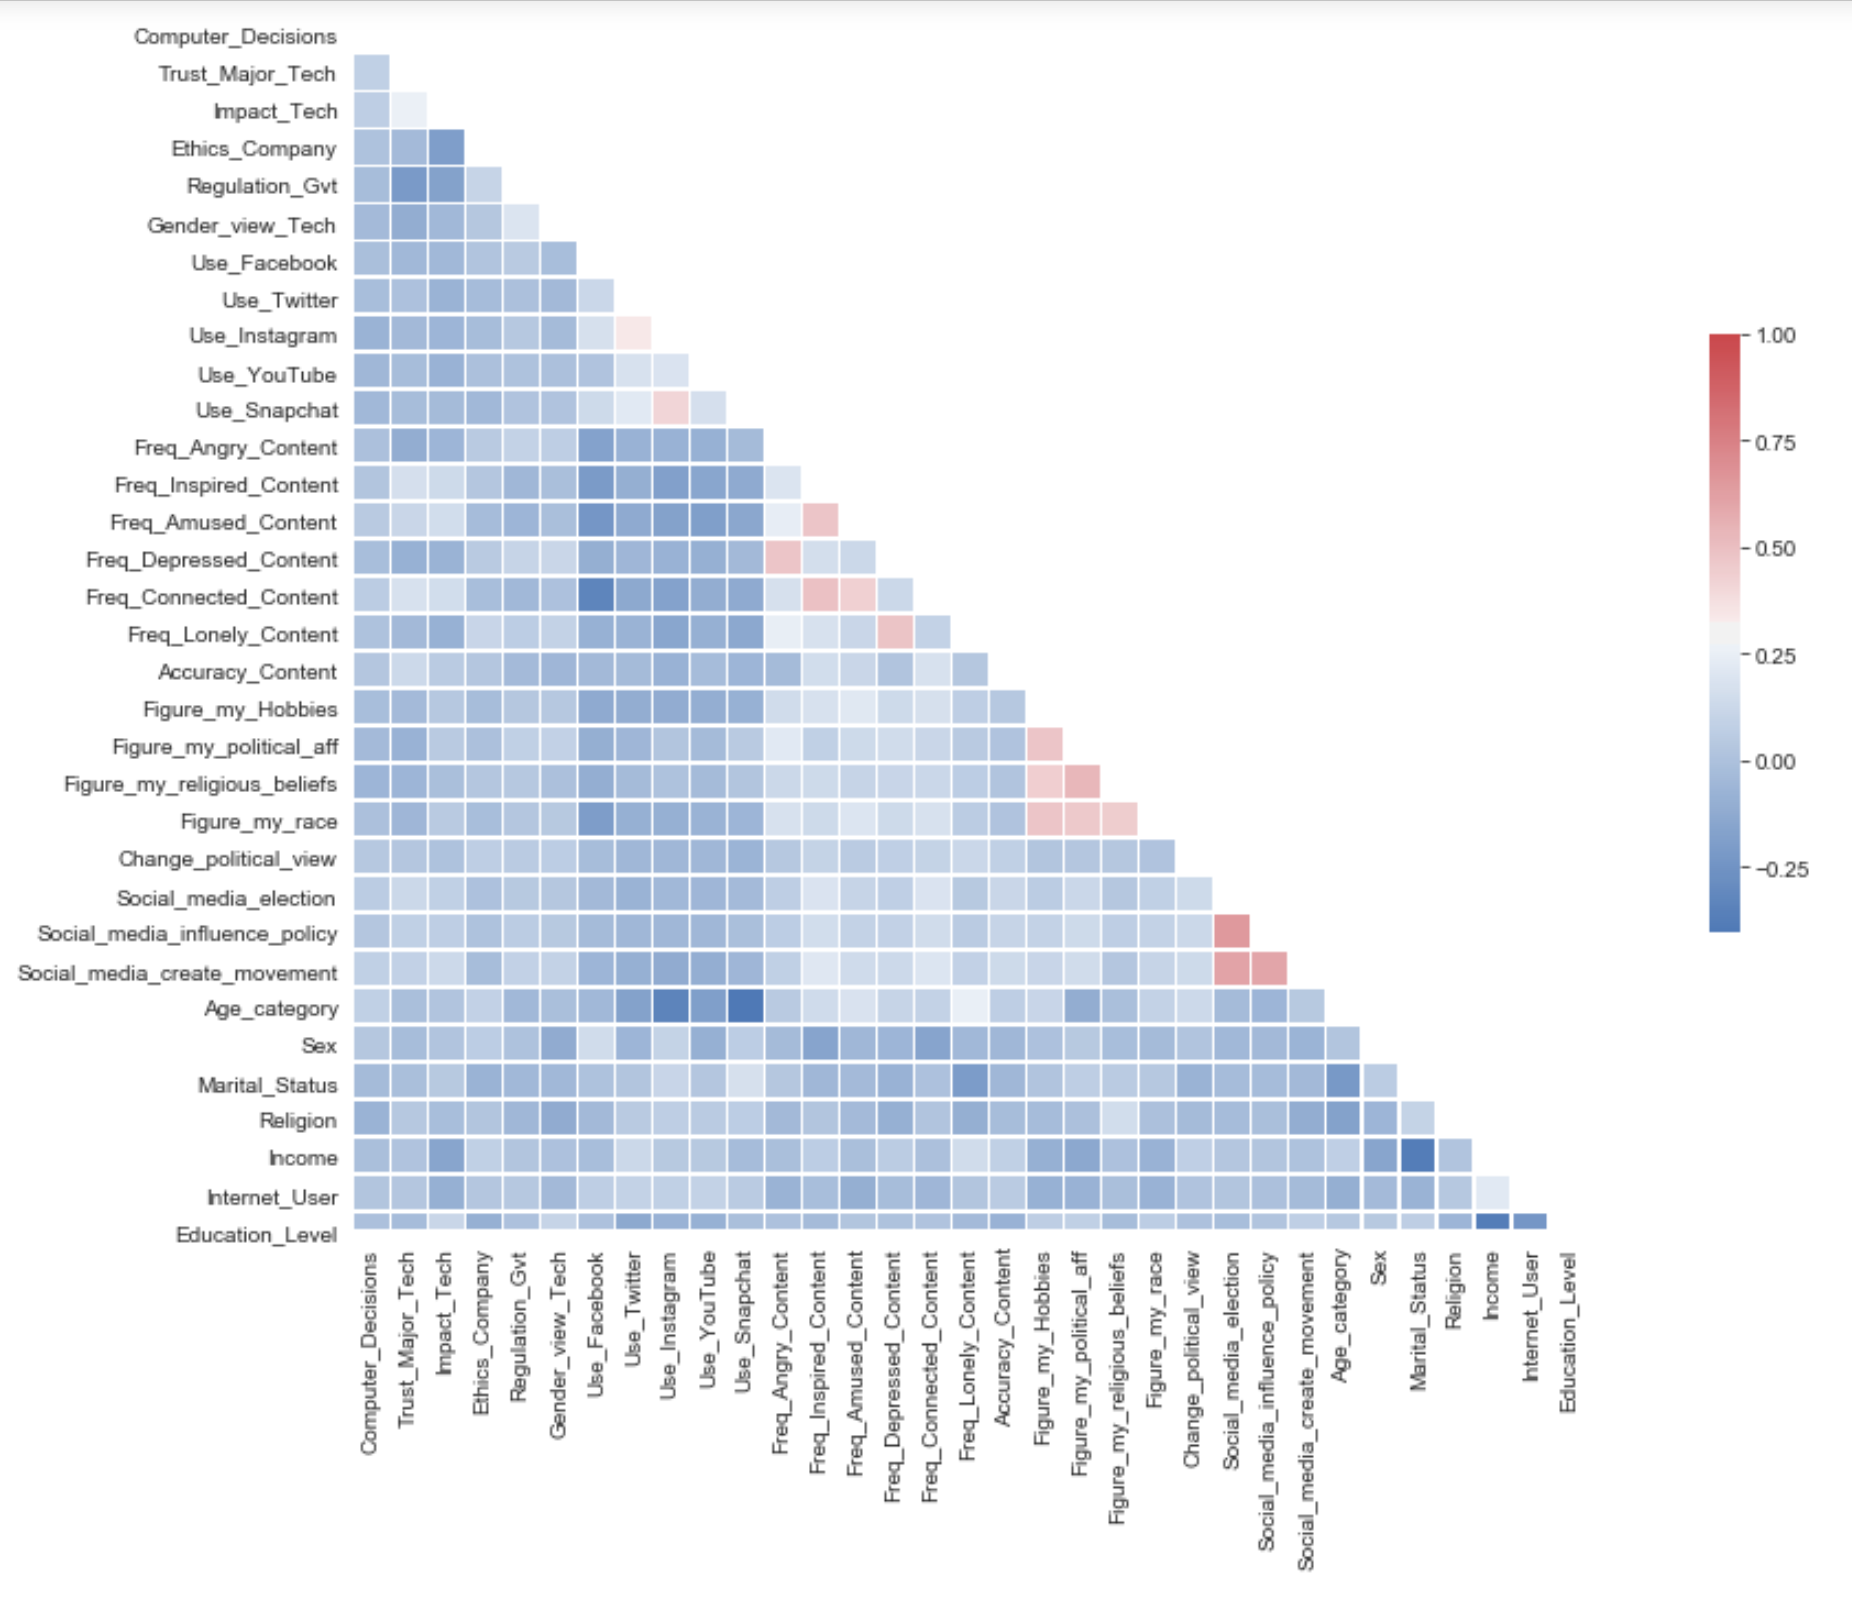 Computer_Decisions
Trust_Major_Tech
Impact_Tech
Ethics_Company
Regulation_Gvt
Gender_view_Tech
Use_Facebook
Use_Twitter
Use_Instagram
Use_YouTube
Use_Snapchat
Freq_Angry_Content
Freq_Inspired_Content
Freq_Amused_Content
Freq_Depressed_Content
Freq_Connected_Content
Freq_Lonely_Content
Accuracy_Content
Figure_my_Hobbies
Figure_my_political_aff
Figure_my_religious_beliefs
Figure_my_race
Change_political_view
Social_media_election
Social_media_influence_policy
Social_media_create_movement
Age_category
Sex
Marital_Status
Religion
Income
Internet_User
Education_Level
Computer_Decisions
Trust_Major_Tech
Impact_Tech
Ethics_Company
Regulation_Gvt
Gender_view_Tech
Use_Facebook
Use_Twitter
Use_Instagram
Use_YouTube
Use_Snapchat
Freq_Angry_Content
Freq_Inspired_Content
Freq_Amused_Content
Freq_Depressed_Content
Freq_Connected_Content
Freq_Lonely_Content
Accuracy_Content
Figure_my_Hobbies
Figure_my_political_aff
Figure_my_religious_beliefs
Figure_my_race
Change_political_view
Social_media_election
Social_media_influence_policy
Social_media_create_movement
Age_category
Sex
Marital_Status
Religion
Income
Internet_User
Education_Level
1.00
0.75
0.50
0.25
0.00
−0.25